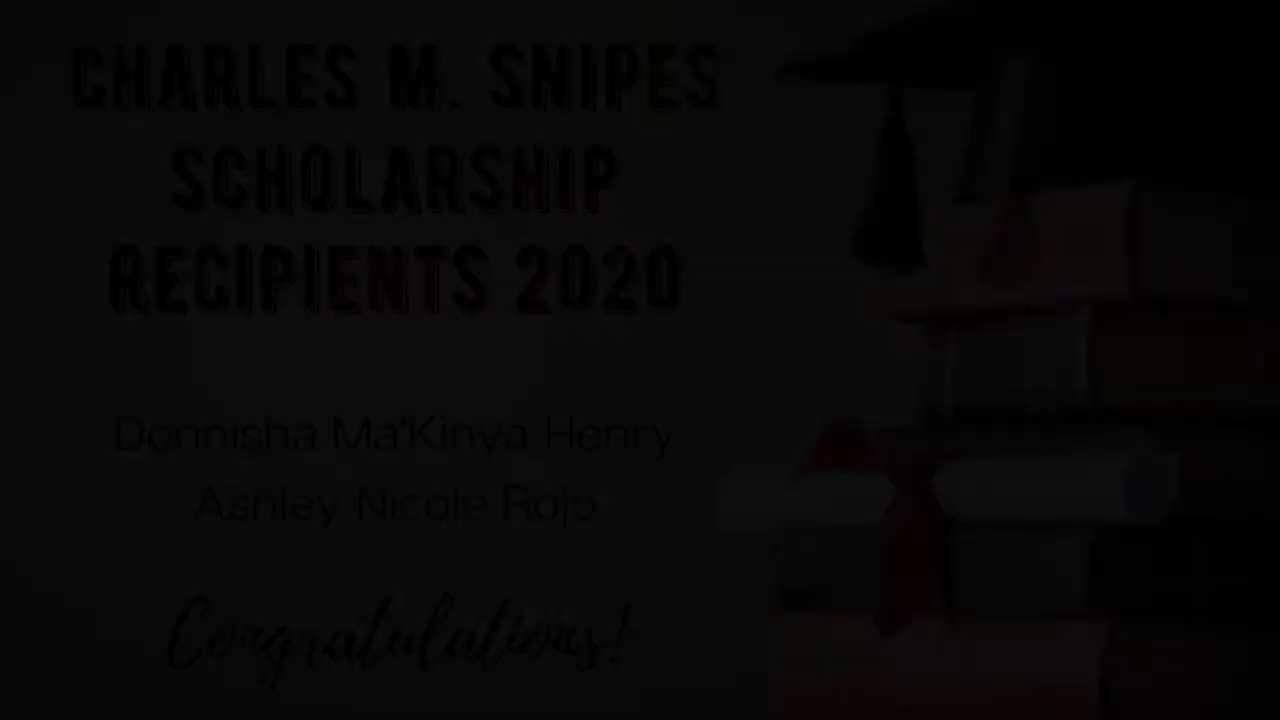 CHARLES M. SNIPES
SCHOLARSHIP
RECIPIENTS 2020
Donnisha Ma'Kinya Henry
Ashley Nicole Rojo
Congratulations!